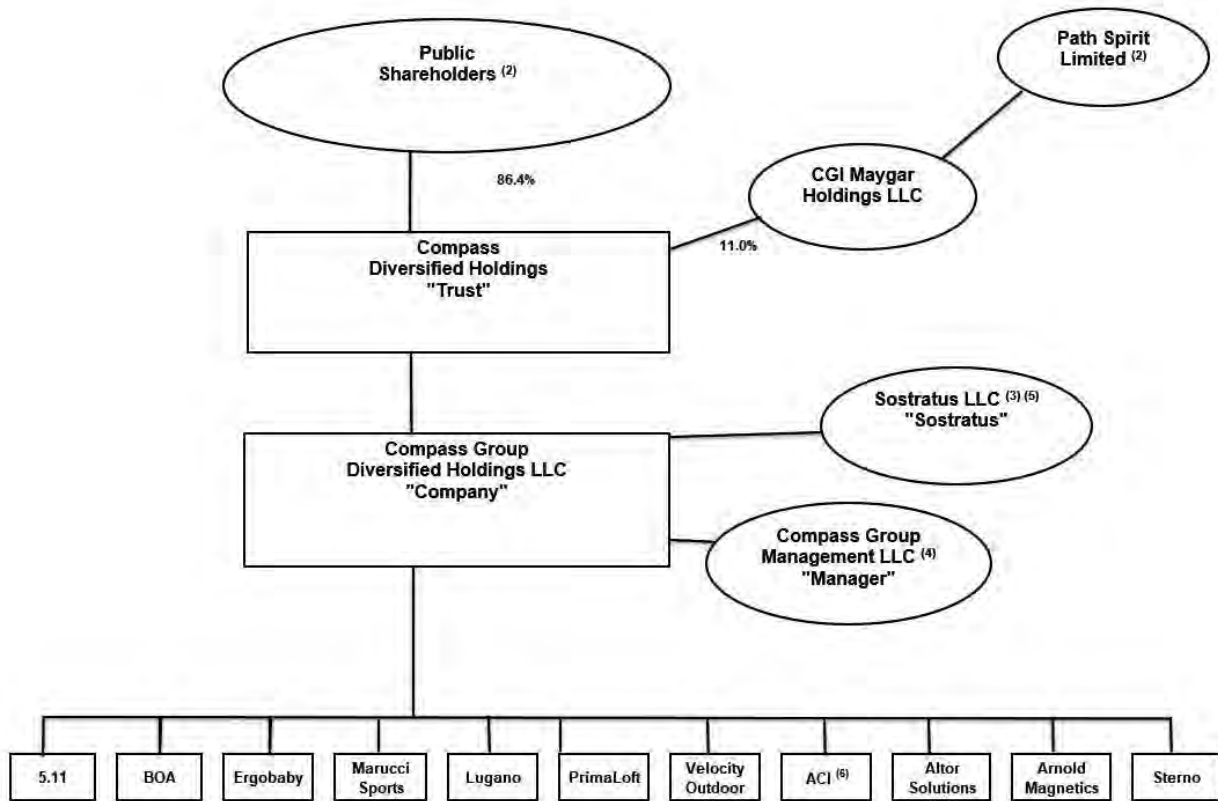 Public
Shareholders (2)
Path Spirit
Limited (2)
86.4%
CGI Maygar
Holdings LLC
11.0%
Compass
Diversified Holdings
"Trust"
Sostratus LLC (3) (5)
"Sostratus"
Compass Group
Diversified Holdings LLC
"Company"
Compass Group
Management LLC (4)
"Manager"
5.11
BOA
Ergobaby
Marucci
Sports
Lugano
PrimaLoft
Velocity
Outdoor
ACI (6)
Altor
Solutions
Arnold
Magnetics
Sterno